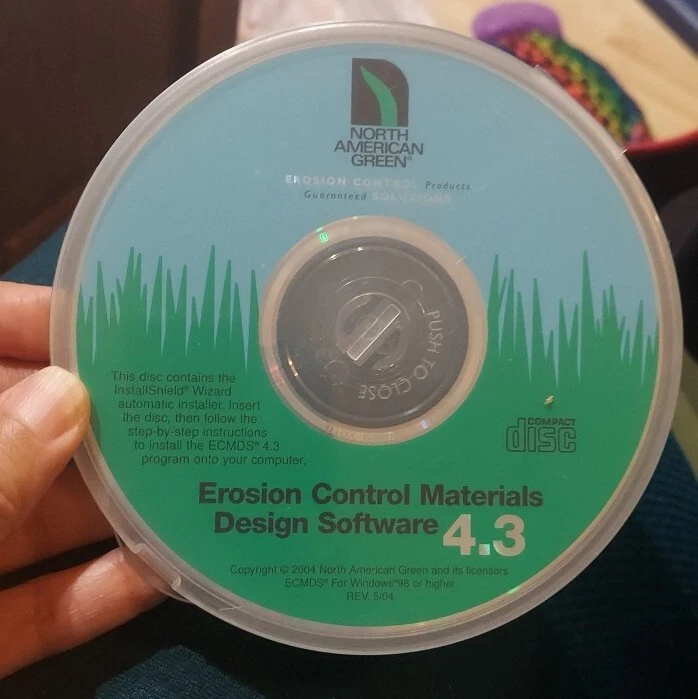 NORTH
AMERICAN
GREEN®
EROSION CONTROL Products
Guaranteed SOLUTIONS
PUSH TO CLOSE
This disc contains the
InstallShield® Wizard
automatic installer. Insert
the disc, then follow the
step-by-step instructions
to install the ECMDS® 4.3
program onto your computer.
COMPACT
disc
Erosion Control Materials
Design Software 4.3
Copyright © 2004 North American Green and its licensors
ECMDS® For Windows®98 or higher
REV. 5/04